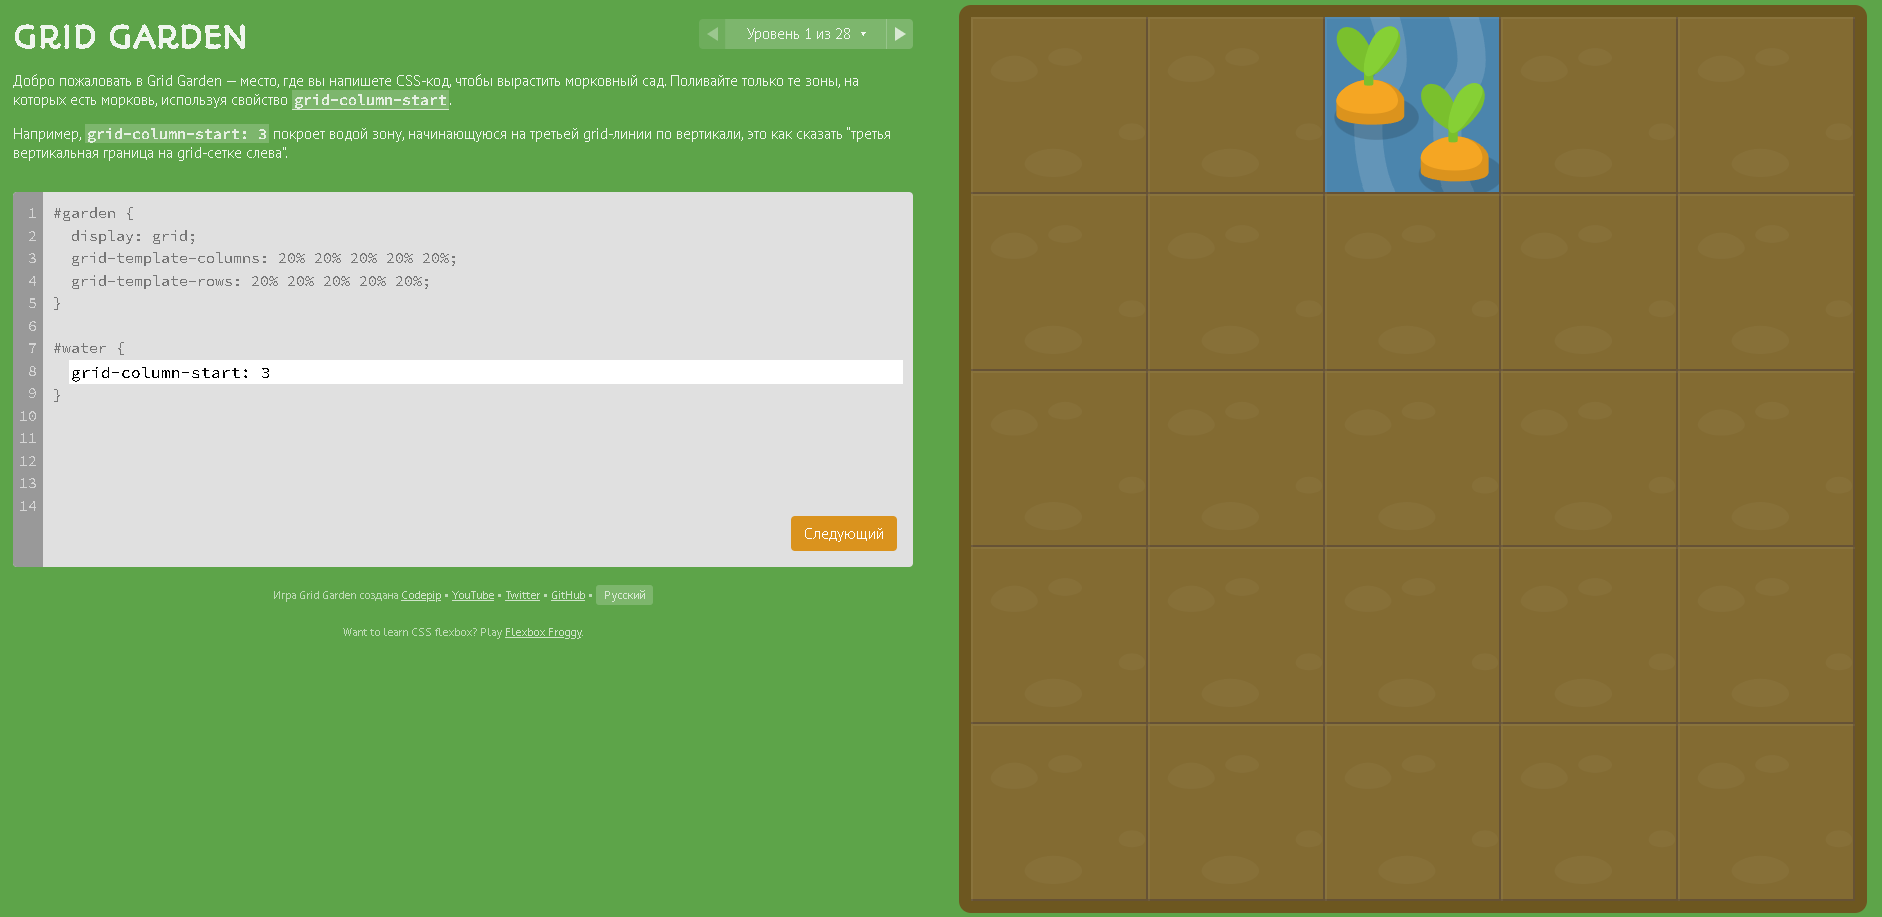 GRID GARDEN
◀ Уровень 1 из 28 ▾ ▶
Добро пожаловать в Grid Garden — место, где вы напишете CSS-код, чтобы вырастить морковный сад. Поливайте только те зоны, на
которых есть морковь, используя свойство grid-column-start.
Например, grid-column-start: 3 покроет водой зону, начинающуюся на третьей grid-линии по вертикали, это как сказать "третья
вертикальная граница на grid-сетке слева".
1 #garden {
2 display: grid;
3 grid-template-columns: 20% 20% 20% 20% 20%;
4 grid-template-rows: 20% 20% 20% 20% 20%;
5 }
6
7 #water {
8 grid-column-start: 3
9 }
10
11
12
13
14
Следующий
Игра Grid Garden создана Codepip • YouTube • Twitter • GitHub • Русский
Want to learn CSS flexbox? Play Flexbox Froggy.